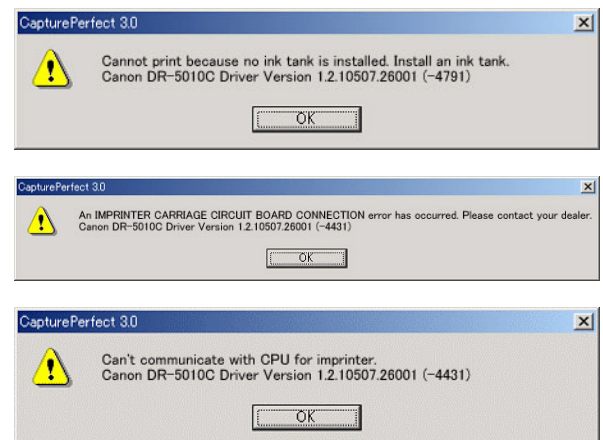 CapturePerfect 3.0
Cannot print because no ink tank is installed. Install an ink tank.
Canon DR-5010C Driver Version 1.2.10507.26001 (-4791)
OK
CapturePerfect 3.0
An IMPRINTER CARRIAGE CIRCUIT BOARD CONNECTION error has occurred. Please contact your dealer.
Canon DR-5010C Driver Version 1.2.10507.26001 (-4431)
OK
CapturePerfect 3.0
Can't communicate with CPU for imprinter.
Canon DR-5010C Driver Version 1.2.10507.26001 (-4431)
OK